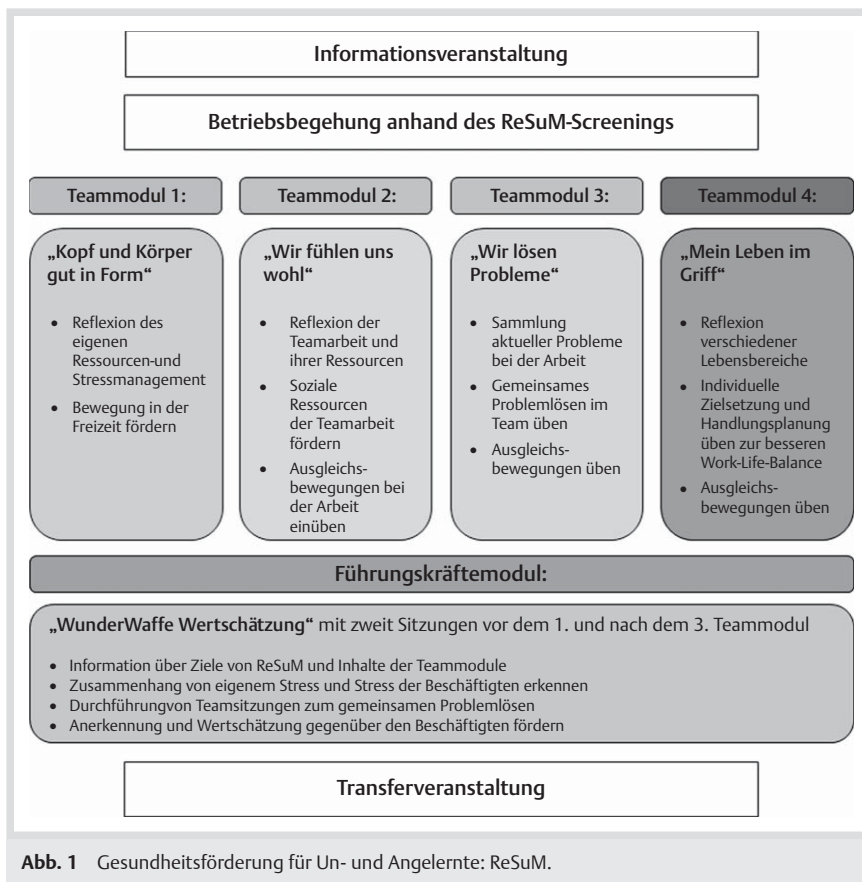 Informationsveranstaltung
Betriebsbegehung anhand des ReSuM-Screenings
Teammodul 1:
„Kopf und Körper
gut in Form“
• Reflexion des
eigenen
Ressourcen-und
Stressmanagement
• Bewegung in der
Freizeit fördern
Teammodul 2:
„Wir fühlen uns
wohl“
• Reflexion der
Teamarbeit und
ihrer Ressourcen
• Soziale
Ressourcen
der Teamarbeit
fördern
• Ausgleichs-
bewegungen bei
der Arbeit
einüben
Teammodul 3:
„Wir lösen
Probleme“
• Sammlung
aktueller Probleme
bei der Arbeit
• Gemeinsames
Problemlösen im
Team üben
• Ausgleichs-
bewegungen üben
Teammodul 4:
„Mein Leben im
Griff“
• Reflexion
verschiedener
Lebensbereiche
• Individuelle
Zielsetzung und
Handlungsplanung
üben zur besseren
Work-Life-Balance
• Ausgleichs-
bewegungen üben
Führungskräftemodul:
„WunderWaffe Wertschätzung“ mit zweit Sitzungen vor dem 1. und nach dem 3. Teammodul
• Information über Ziele von ReSuM und Inhalte der Teammodule
• Zusammenhang von eigenem Stress und Stress der Beschäftigten erkennen
• Durchführungvon Teamsitzungen zum gemeinsamen Problemlösen
• Anerkennung und Wertschätzung gegenüber den Beschäftigten fördern
Transferveranstaltung
Abb. 1 Gesundheitsförderung für Un- und Angelernte: ReSuM.